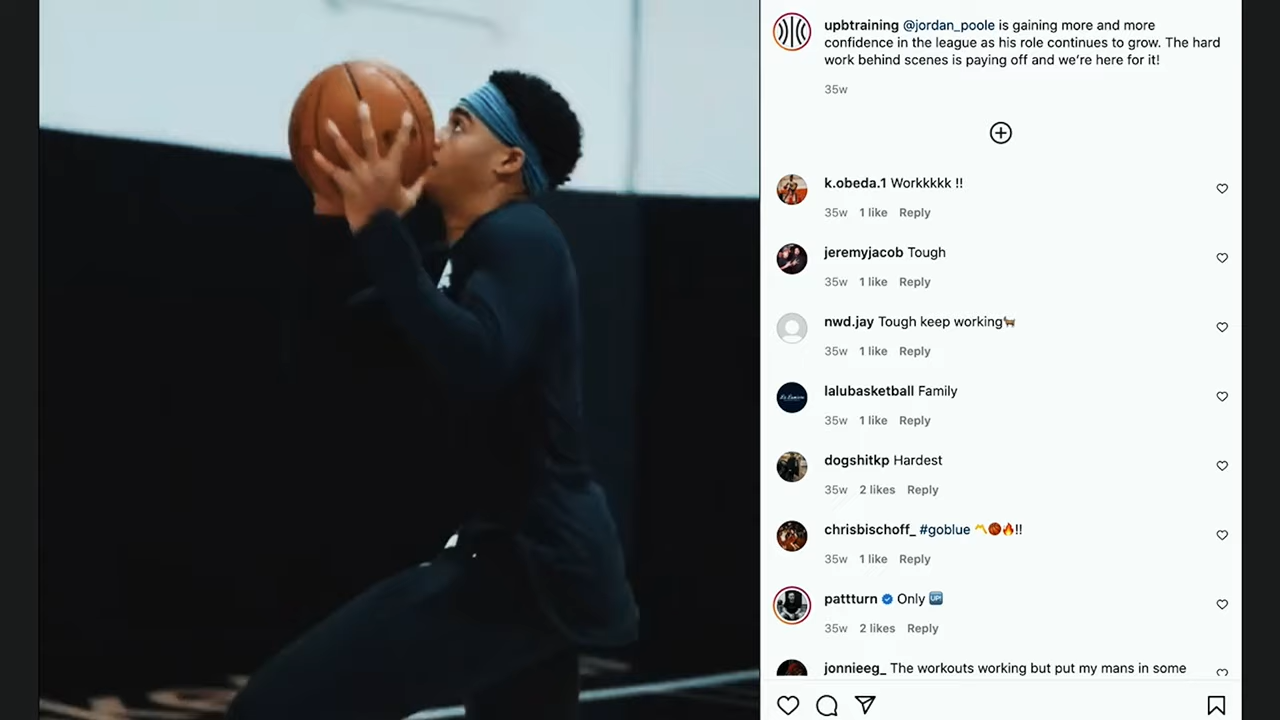 upbtraining @jordan_poole is gaining more and more
confidence in the league as his role continues to grow. The hard
work behind scenes is paying off and we’re here for it!
35w
k.obeda.1 Workkkkk !!
35w 1 like Reply
jeremyjacob Tough
35w 1 like Reply
nwd.jay Tough keep working🐕‍🦺
35w 1 like Reply
lalubasketball Family
35w 1 like Reply
dogshitkp Hardest
35w 2 likes Reply
chrisbischoff_ #goblue 〽️🏀🔥!!
35w 1 like Reply
pattturn Only 🆙
35w 2 likes Reply
jonnieeg_ The workouts working but put my mans in some